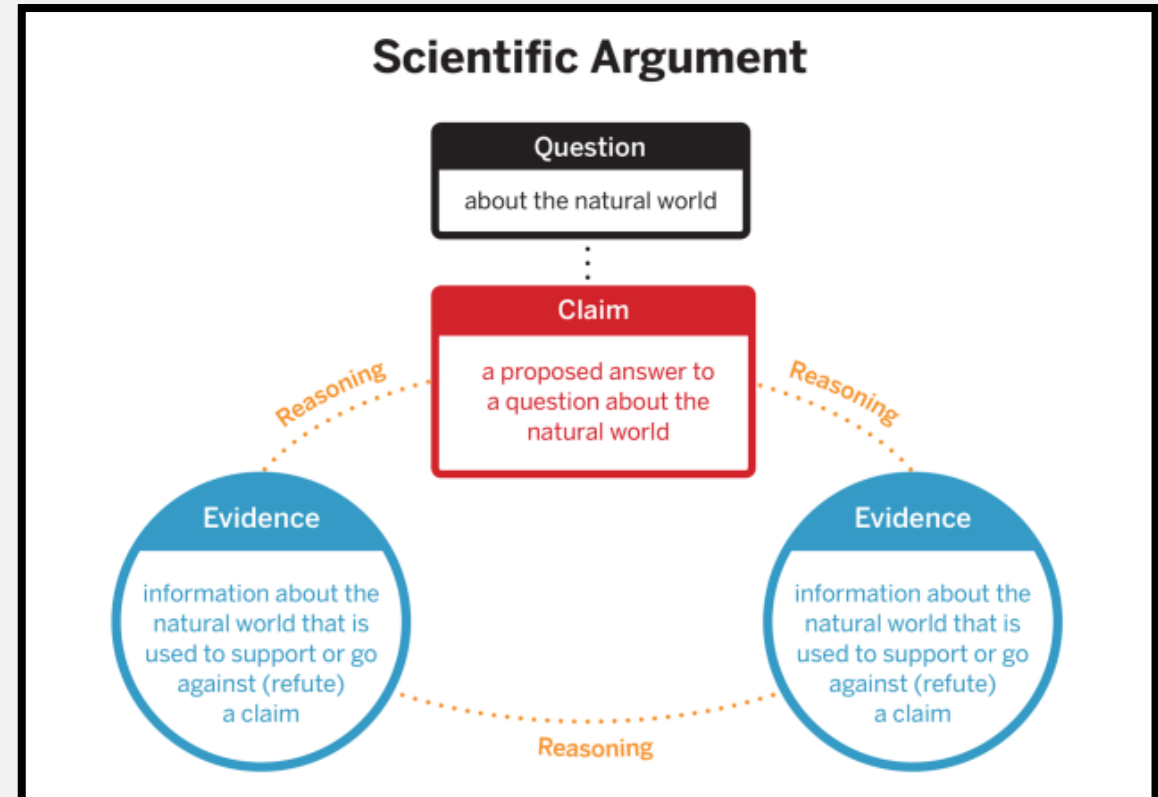 Scientific Argument
Question
about the natural world
Claim
a proposed answer to
a question about the
natural world
Reasoning
Reasoning
Evidence
information about the
natural world that is
used to support or go
against (refute)
a claim
Evidence
information about the
natural world that is
used to support or go
against (refute)
a claim
Reasoning